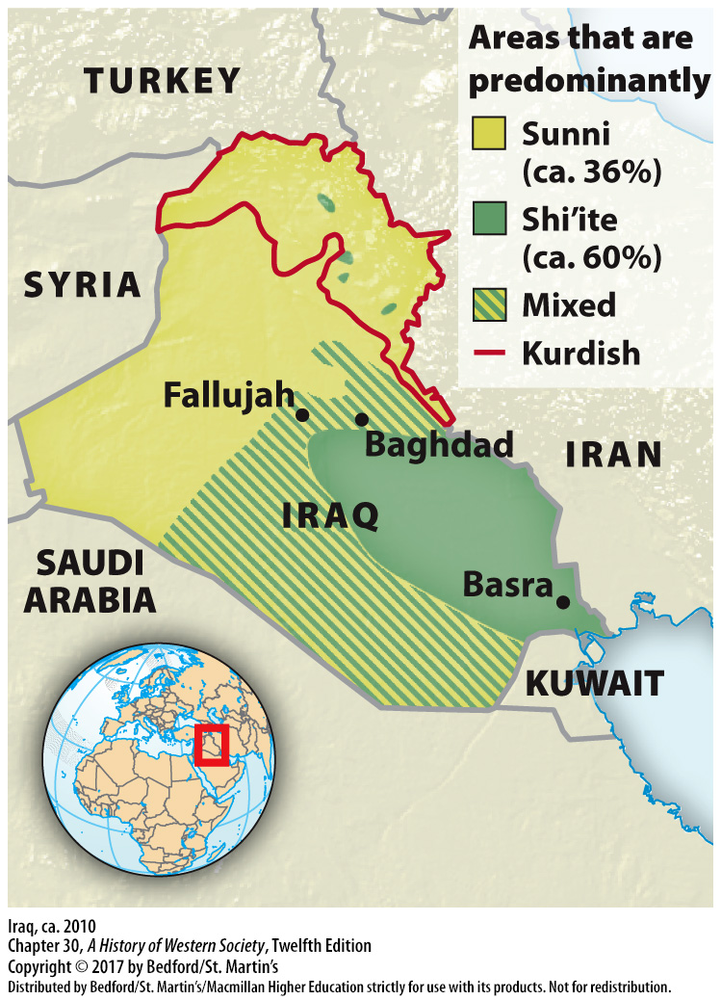 Areas that are
predominantly
Sunni
(ca. 36%)
Shi’ite
(ca. 60%)
Mixed
Kurdish
TURKEY
SYRIA
Fallujah
Baghdad
IRAN
IRAQ
SAUDI
ARABIA
Basra
KUWAIT
Iraq, ca. 2010
Chapter 30, A History of Western Society, Twelfth Edition
Copyright © 2017 by Bedford/St. Martin’s
Distributed by Bedford/St. Martin’s/Macmillan Higher Education strictly for use with its products. Not for redistribution.